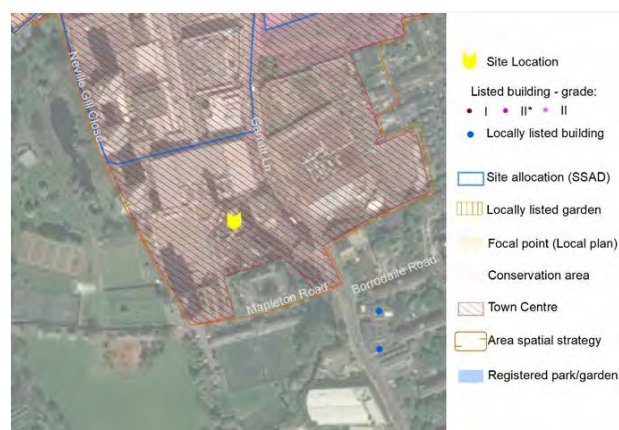 Neville Gill Close
Garratt Ln
Mapleton Road
Borrodaile Road
Site Location
Listed building - grade:
I II* II
Locally listed building
Site allocation (SSAD)
Locally listed garden
Focal point (Local plan)
Conservation area
Town Centre
Area spatial strategy
Registered park/garden